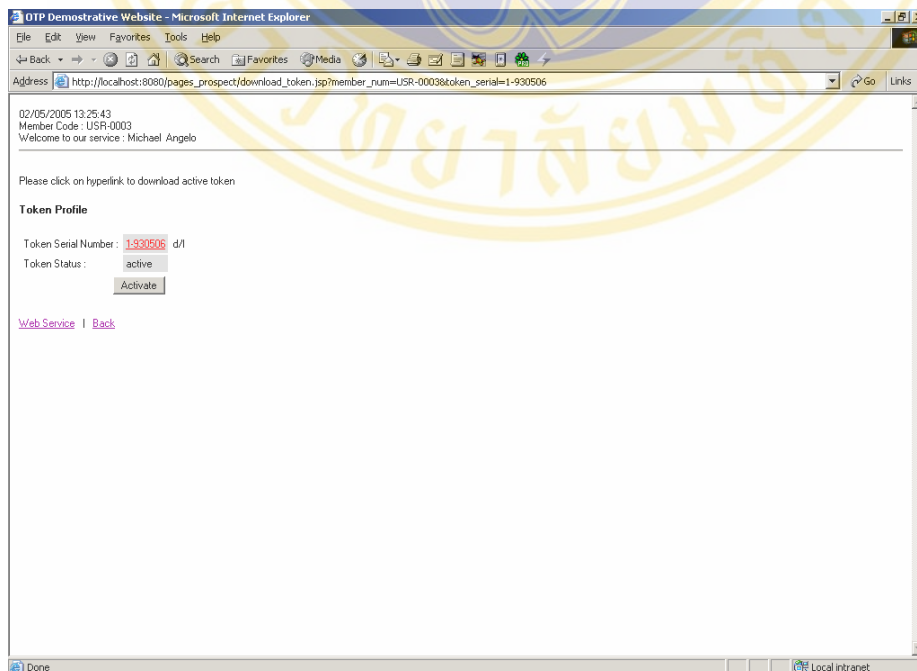 OTP Demostrative Website - Microsoft Internet Explorer
File Edit View Favorites Tools Help
Back Search Favorites Media
Address http://localhost:8080/pages_prospect/download_token.jsp?member_num=USR-0003&token_serial=1-930506 Go Links
02/05/2005 13:25:43
Member Code : USR-0003
Welcome to our service : Michael Angelo
Please click on hyperlink to download active token
Token Profile
Token Serial Number : 1-930506 d/l
Token Status : active
Activate
Web Service | Back
Done Local intranet